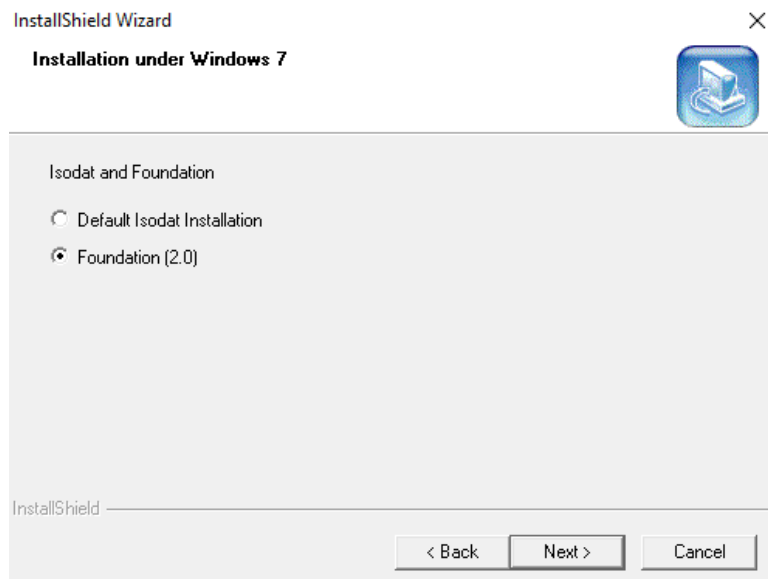 InstallShield Wizard
Installation under Windows 7
Isodat and Foundation
Default Isodat Installation
Foundation (2.0)
InstallShield
< Back Next > Cancel